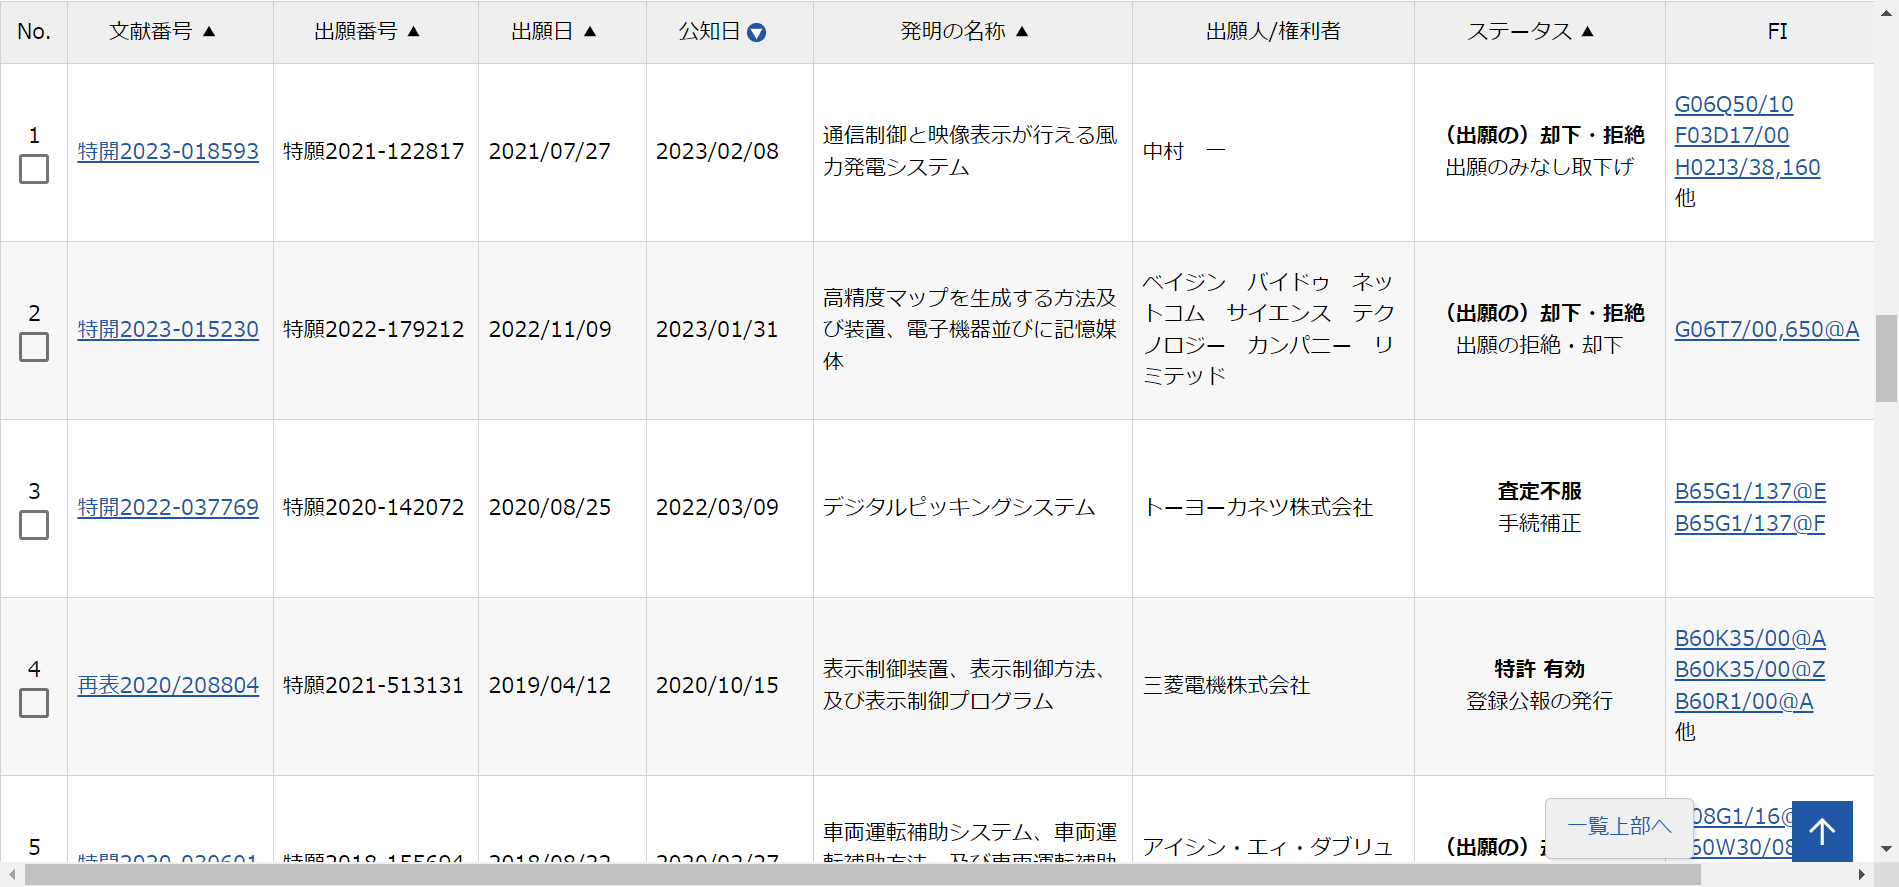 No. 文献番号 ▲ 出願番号 ▲ 出願日 ▲ 公知日 ▼ 発明の名称 ▲ 出願人/権利者 ステータス ▲ FI
1
特開2023-018593
特願2021-122817
2021/07/27
2023/02/08
通信制御と映像表示が行える風
力発電システム
中村　一
（出願の）却下・拒絶
出願のみなし取下げ
G06Q50/10
F03D17/00
H02J3/38,160
他
2
特開2023-015230
特願2022-179212
2022/11/09
2023/01/31
高精度マップを生成する方法及
び装置、電子機器並びに記憶媒
体
ベイジン　バイドゥ　ネッ
トコム　サイエンス　テク
ノロジー　カンパニー　リ
ミテッド
（出願の）却下・拒絶
出願の拒絶・却下
G06T7/00,650@A
3
特開2022-037769
特願2020-142072
2020/08/25
2022/03/09
デジタルピッキングシステム
トーヨーカネツ株式会社
査定不服
手続補正
B65G1/137@E
B65G1/137@F
4
再表2020/208804
特願2021-513131
2019/04/12
2020/10/15
表示制御装置、表示制御方法、
及び表示制御プログラム
三菱電機株式会社
特許 有効
登録公報の発行
B60K35/00@A
B60K35/00@Z
B60R1/00@A
他
5
車両運転補助システム、車両運
転補助方法、及び車両運転補助
アイシン・エィ・ダブリュ
（出願の）
08G1/16@
60W30/08
一覧上部へ